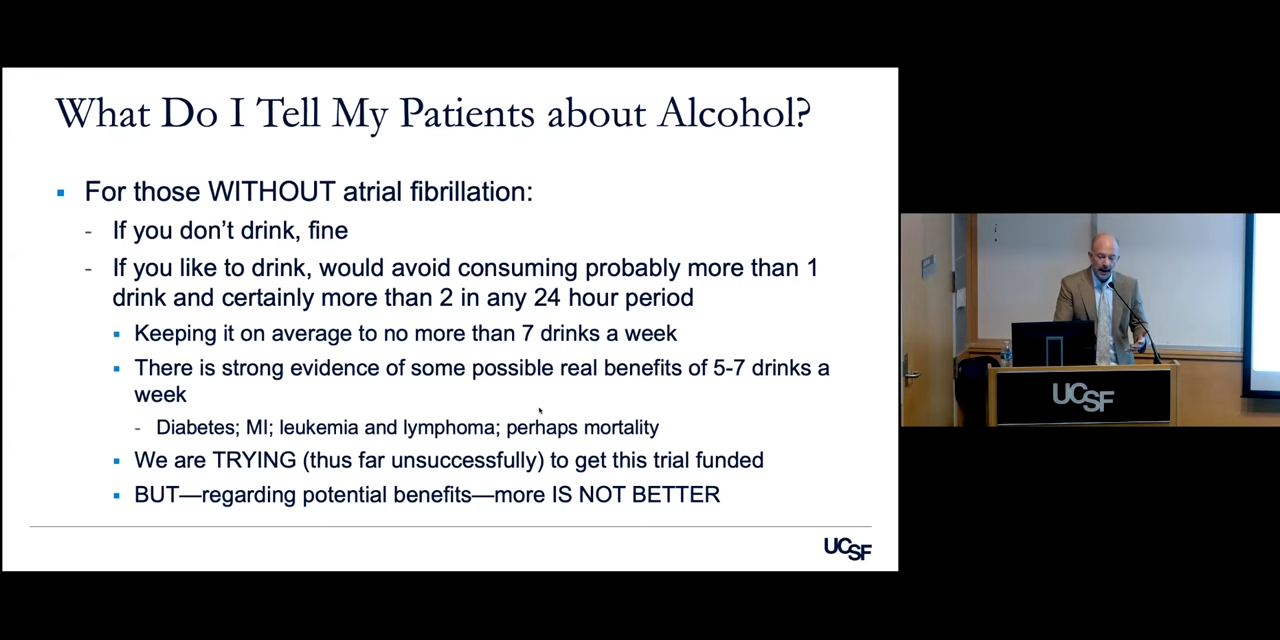 What Do I Tell My Patients about Alcohol?
▪ For those WITHOUT atrial fibrillation:
- If you don't drink, fine
- If you like to drink, would avoid consuming probably more than 1
drink and certainly more than 2 in any 24 hour period
▪ Keeping it on average to no more than 7 drinks a week
▪ There is strong evidence of some possible real benefits of 5-7 drinks a
week
- Diabetes; MI; leukemia and lymphoma; perhaps mortality
▪ We are TRYING (thus far unsuccessfully) to get this trial funded
▪ BUT—regarding potential benefits—more IS NOT BETTER
UCSF
UCSF